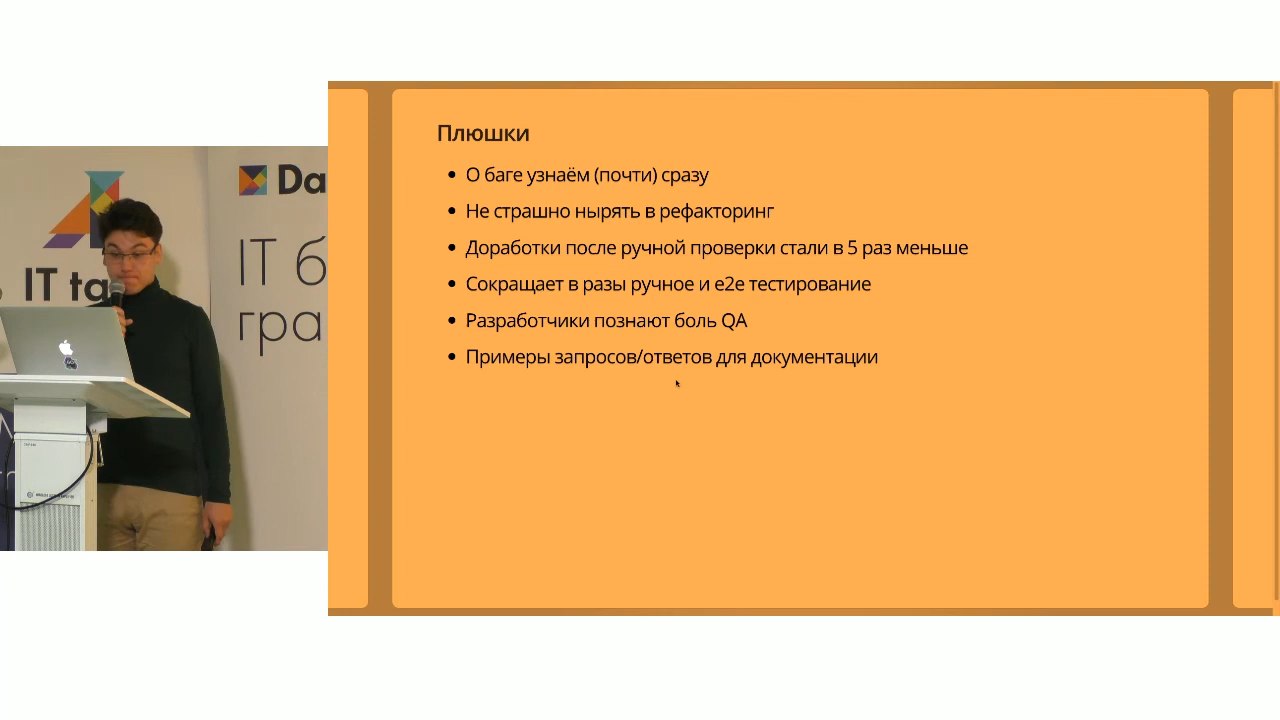 IT ta
Da
IT б
гра
Плюшки
О баге узнаём (почти) сразу
Не страшно нырять в рефакторинг
Доработки после ручной проверки стали в 5 раз меньше
Сокращает в разы ручное и e2e тестирование
Разработчики познают боль QA
Примеры запросов/ответов для документации